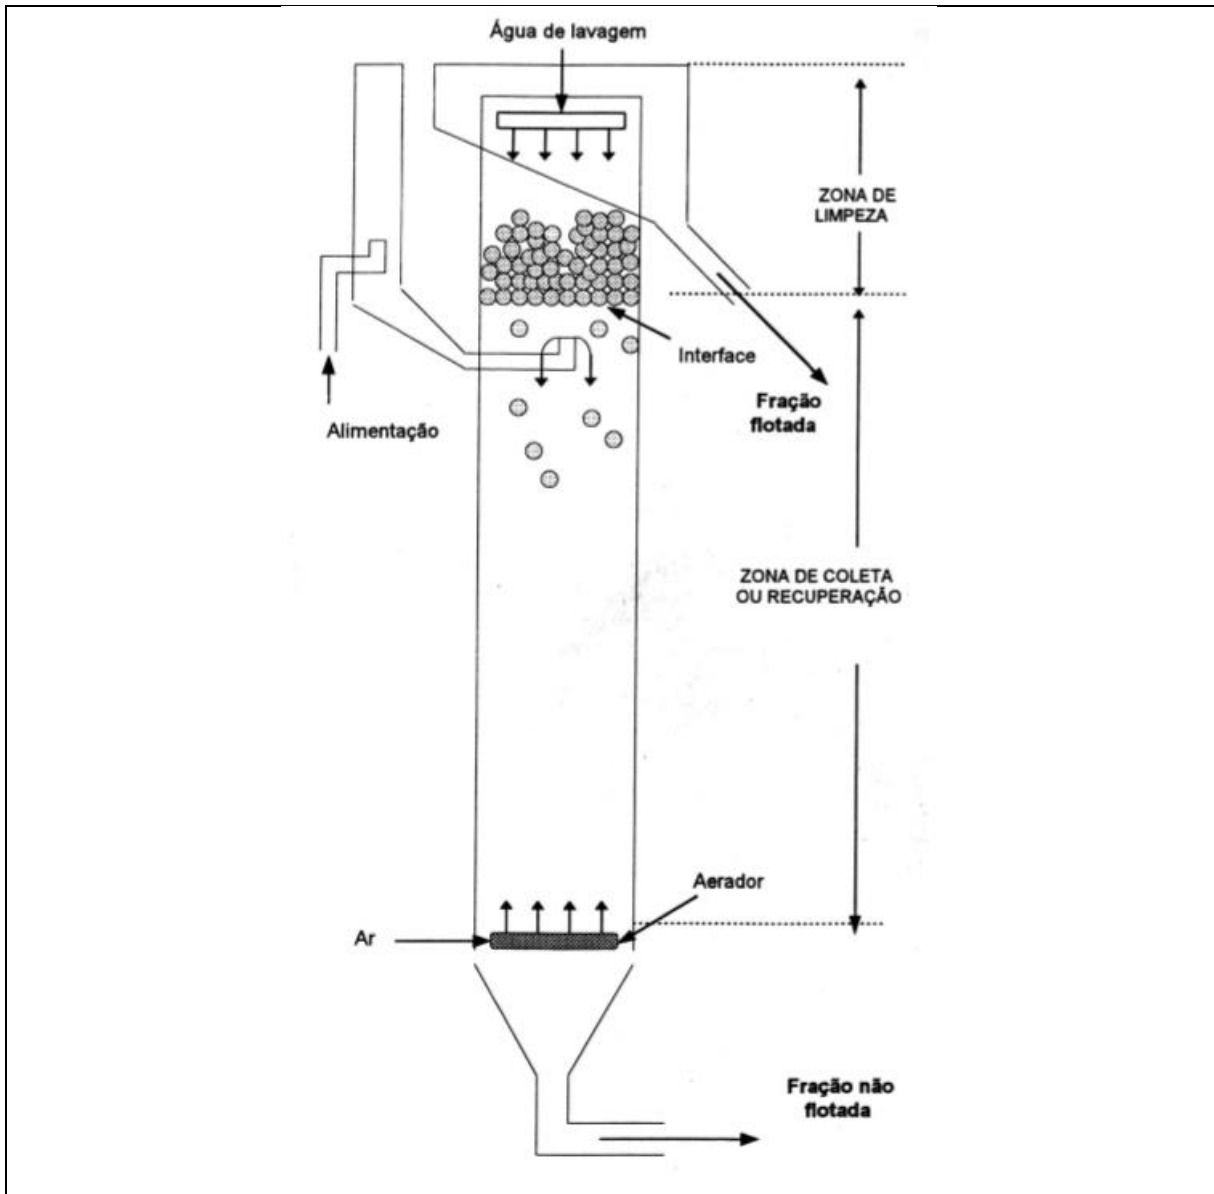 Água de lavagem
ZONA DE
LIMPEZA
Interface
Fração
flotada
Alimentação
ZONA DE COLETA
OU RECUPERAÇÃO
Aerador
Ar
Fração não
flotada